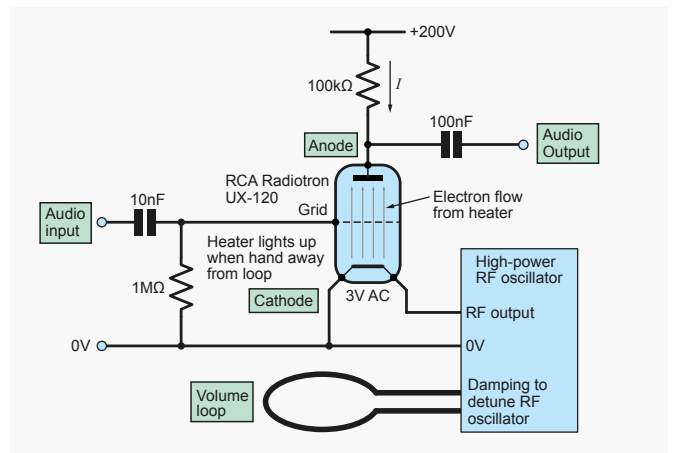 +200V
100kΩ
I
100nF
Anode
Audio
Output
RCA Radiotron
UX-120
Electron flow
from heater
Grid
10nF
Audio
input
Heater lights up
when hand away
from loop
High-power
RF oscillator
1MΩ
Cathode
3V AC
RF output
0V
0V
Volume
loop
Damping to
detune RF
oscillator